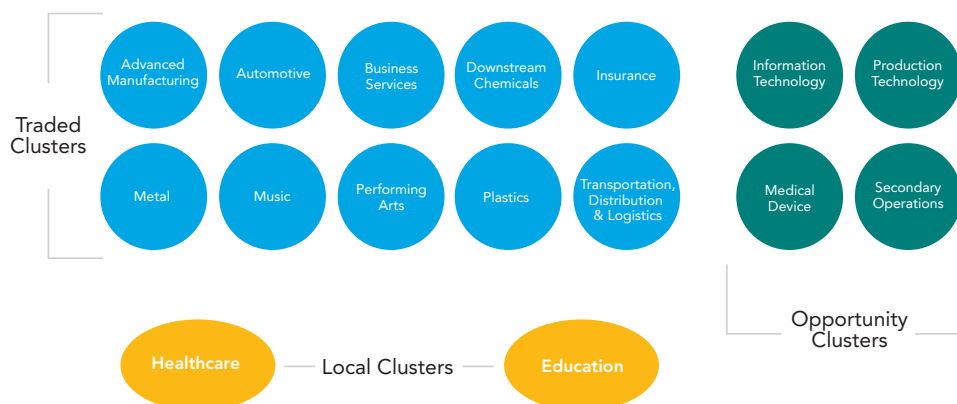 Traded
Clusters
Advanced
Manufacturing
Automotive
Business
Services
Downstream
Chemicals
Insurance
Information
Technology
Production
Technology
Metal
Music
Performing
Arts
Plastics
Transportation,
Distribution
& Logistics
Medical
Device
Secondary
Operations
Opportunity
Clusters
Healthcare
Local Clusters
Education